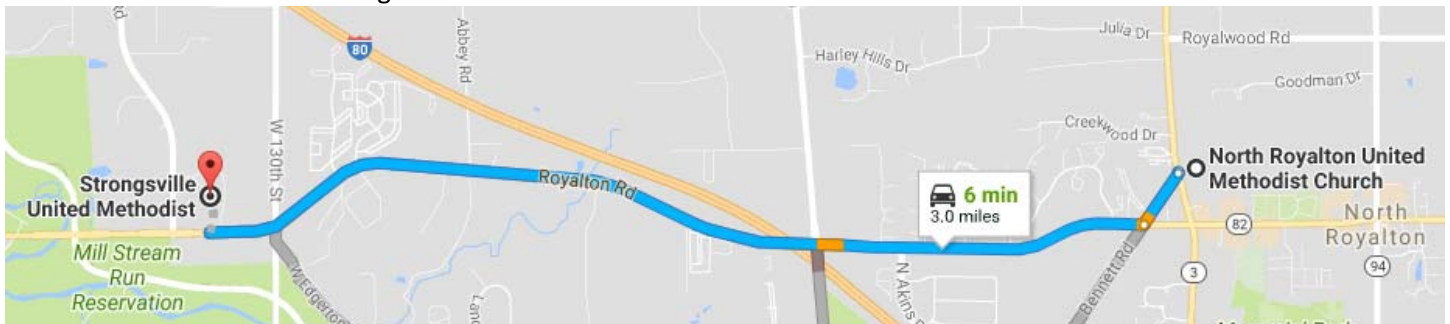 80
Abbey Rd
W 130th St
Strongsville
United Methodist
Mill Stream
Run
Reservation
W Edgerto
Royalton Rd
Harley Hills Dr
Julia Dr
Royalwood Rd
Goodman Dr
Creekwood Dr
North Royalton United
Methodist Church
6 min
3.0 miles
N Akins
Bennett Rd
82
3
North
Royalton
94